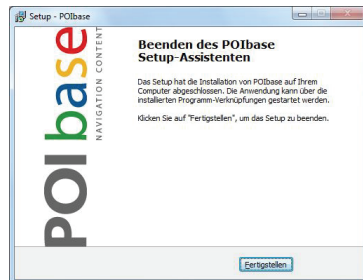 Setup - POIbase
POIbase
NAVIGATION CONTENT
Beenden des POIbase
Setup-Assistenten
Das Setup hat die Installation von POIbase auf Ihrem
Computer abgeschlossen. Die Anwendung kann über die
installierten Programm-Verknüpfungen gestartet werden.
Klicken Sie auf "Fertigstellen", um das Setup zu beenden.
Fertigstellen